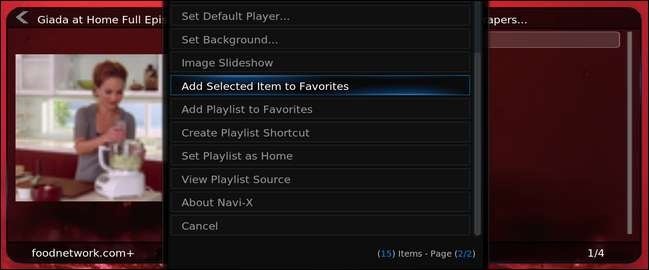 Set Default Player...
Giada at Home Full Epis
apers...
Set Background...
Image Slideshow
Add Selected Item to Favorites
Add Playlist to Favorites
Create Playlist Shortcut
Set Playlist as Home
View Playlist Source
About Navi-X
Cancel
foodnetwork.com+
(15) Items - Page (2/2)
1/4